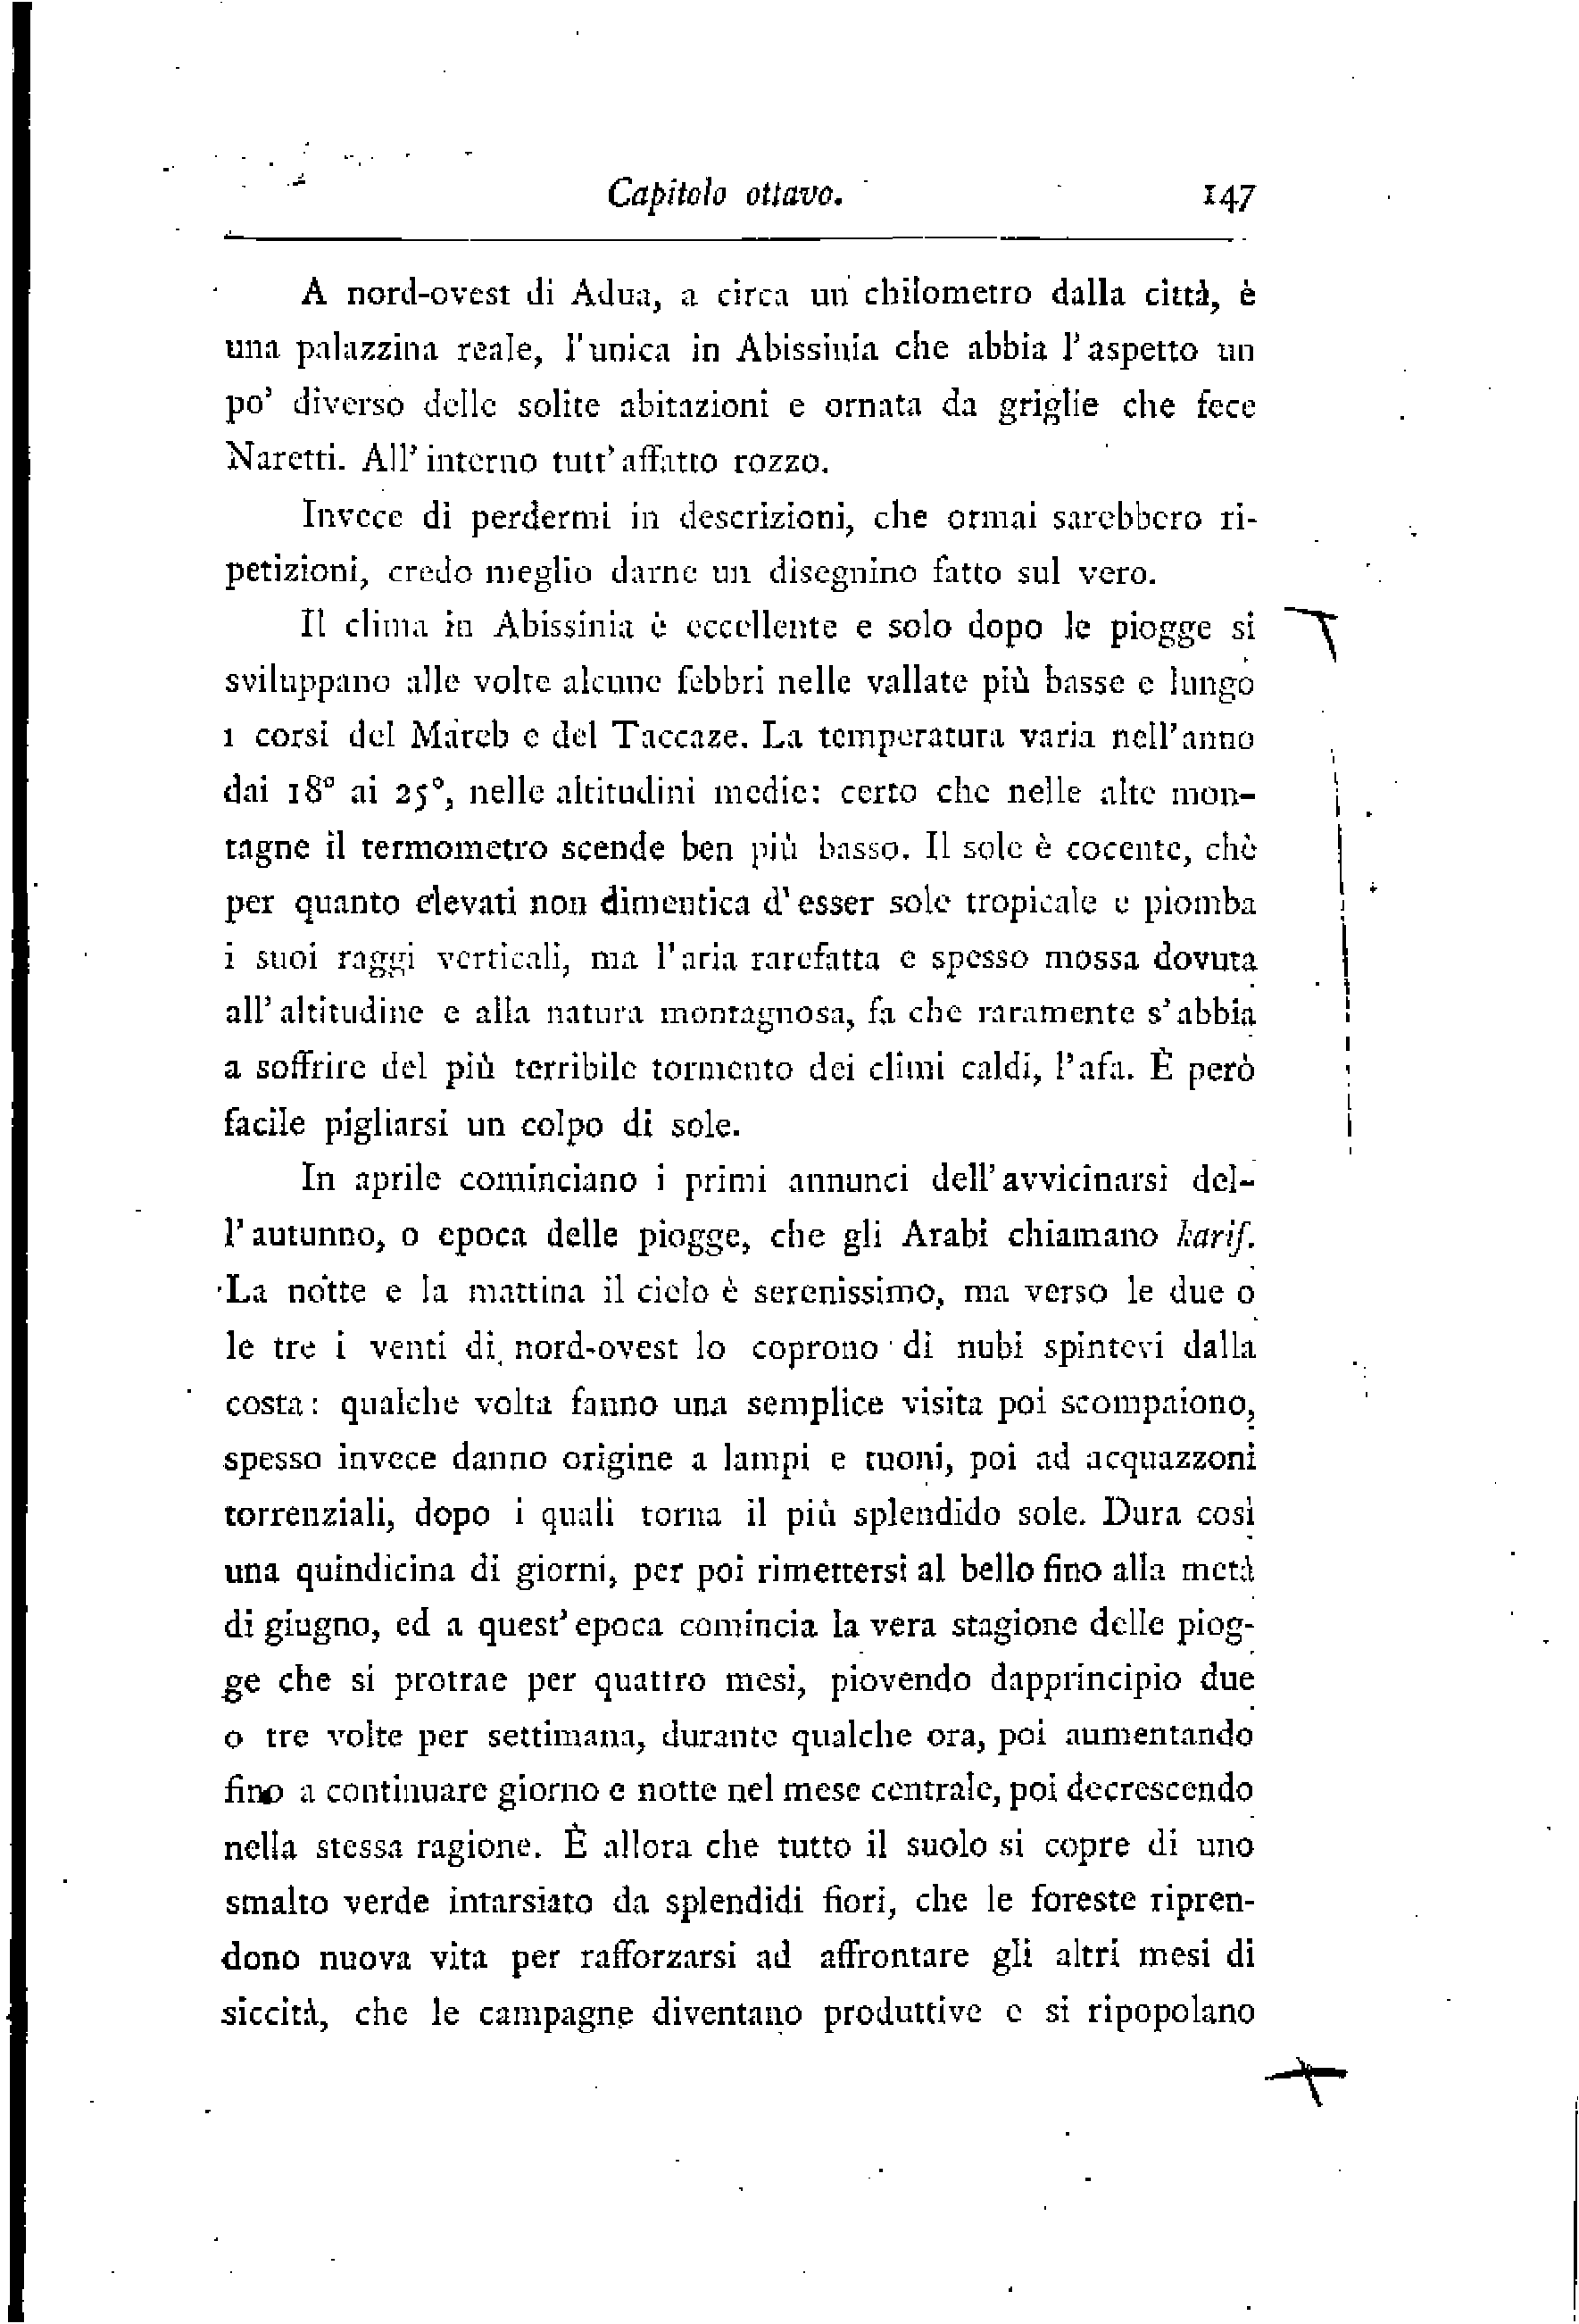 Capitolo ottavo. 147
A nord-ovest di Adua, a circa un chilometro dalla città, è
una palazzina reale, l'unica in Abissinia che abbia l'aspetto un
po' diverso delle solite abitazioni e ornata da griglie che fece
Naretti. All'interno tutt'affatto rozzo.
Invece di perdermi in descrizioni, che ormai sarebbero ri-
petizioni, credo meglio darne un disegnino fatto sul vero.
Il clima in Abissinia è eccellente e solo dopo le piogge si
sviluppano alle volte alcune febbri nelle vallate più basse e lungo
i corsi del Mareb e del Taccaze. La temperatura varia nell'anno
dai 18° ai 25°, nelle altitudini medie: certo che nelle alte mon-
tagne il termometro scende ben più basso. Il sole è cocente, chè
per quanto elevati non dimentica d'esser sole tropicale e piomba
i suoi raggi verticali, ma l'aria rarefatta e spesso mossa dovuta
all'altitudine e alla natura montagnosa, fa che raramente s'abbia
a soffrire del più terribile tormento dei climi caldi, l'afa. È però
facile pigliarsi un colpo di sole.
In aprile cominciano i primi annunci dell'avvicinarsi del-
l'autunno, o epoca delle piogge, che gli Arabi chiamano karif.
La notte e la mattina il cielo è serenissimo, ma verso le due o
le tre i venti di nord-ovest lo coprono di nubi spintevi dalla
costa: qualche volta fanno una semplice visita poi scompaiono,
spesso invece danno origine a lampi e tuoni, poi ad acquazzoni
torrenziali, dopo i quali torna il più splendido sole. Dura così
una quindicina di giorni, per poi rimettersi al bello fino alla metà
di giugno, ed a quest'epoca comincia la vera stagione delle piog-
ge che si protrae per quattro mesi, piovendo dapprincipio due
o tre volte per settimana, durante qualche ora, poi aumentando
fino a continuare giorno e notte nel mese centrale, poi decrescendo
nella stessa ragione. È allora che tutto il suolo si copre di uno
smalto verde intarsiato da splendidi fiori, che le foreste ripren-
dono nuova vita per rafforzarsi ad affrontare gli altri mesi di
siccità, che le campagne diventano produttive e si ripopolano